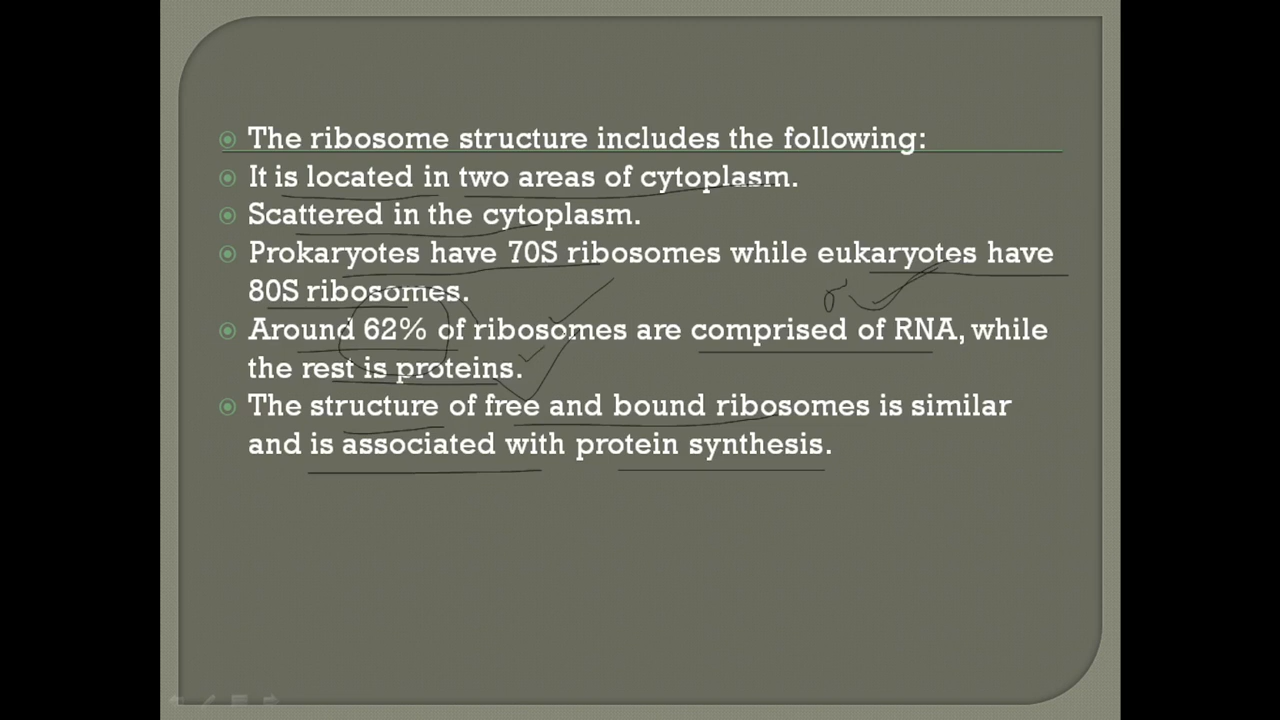 The ribosome structure includes the following:
It is located in two areas of cytoplasm.
Scattered in the cytoplasm.
Prokaryotes have 70S ribosomes while eukaryotes have
80S ribosomes.
Around 62% of ribosomes are comprised of RNA, while
the rest is proteins.
The structure of free and bound ribosomes is similar
and is associated with protein synthesis.